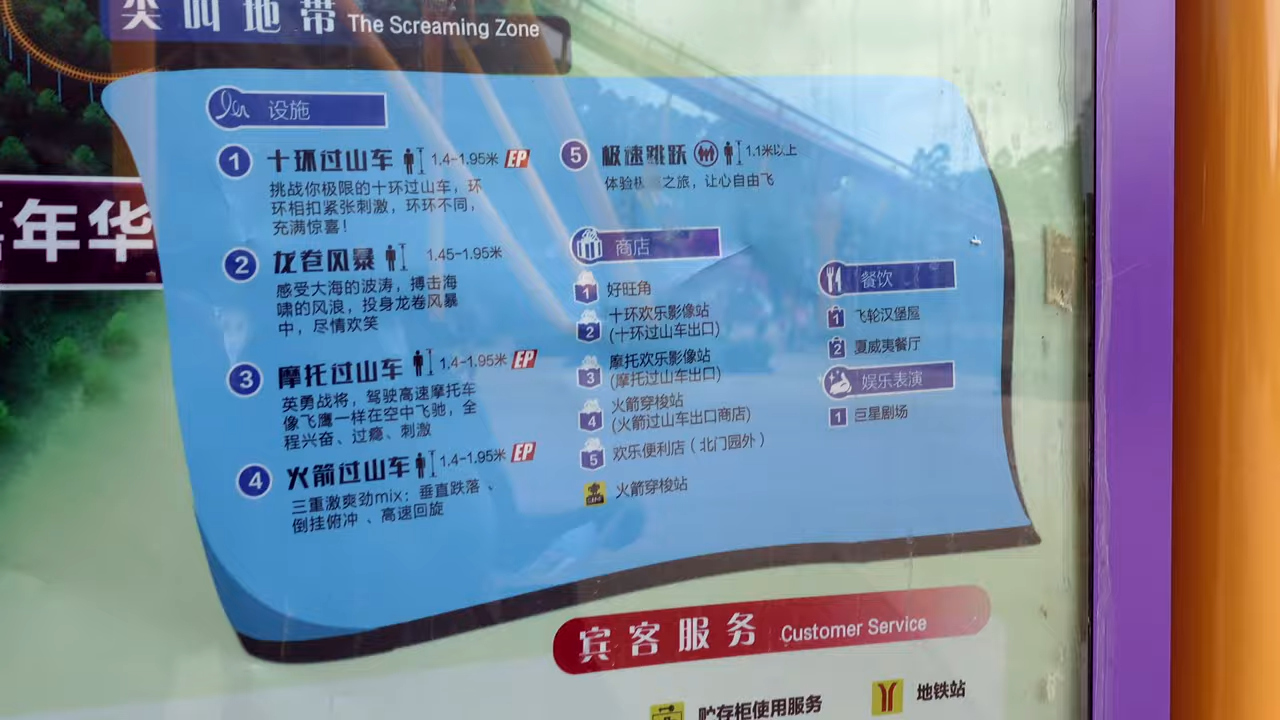 尖叫地带 The Screaming Zone
年华
设施
1 十环过山车 1.4-1.95米 EP
挑战你极限的十环过山车，环
环相扣紧张刺激，环环不同，
充满惊喜！
2 龙卷风暴 1.45-1.95米
感受大海的波涛，搏击海
啸的风浪，投身龙卷风暴
中，尽情欢笑
3 摩托过山车 1.4-1.95米 EP
英勇战将，驾驶高速摩托车
像飞鹰一样在空中飞驰，全
程兴奋、过瘾、刺激
4 火箭过山车 1.4-1.95米 EP
三重激爽劲mix：垂直跌落、
倒挂俯冲、高速回旋
5 极速跳跃 1.1米以上
体验极 之旅，让心自由飞
商店
1 好旺角
2 十环欢乐影像站
(十环过山车出口)
3 摩托欢乐影像站
(摩托过山车出口)
4 火箭穿梭站
(火箭过山车出口商店)
5 欢乐便利店（北门园外）
火箭穿梭站
餐饮
1 飞轮汉堡屋
2 夏威夷餐厅
娱乐表演
1 巨星剧场
宾客服务 Customer Service
贮存柜使用服务
地铁站